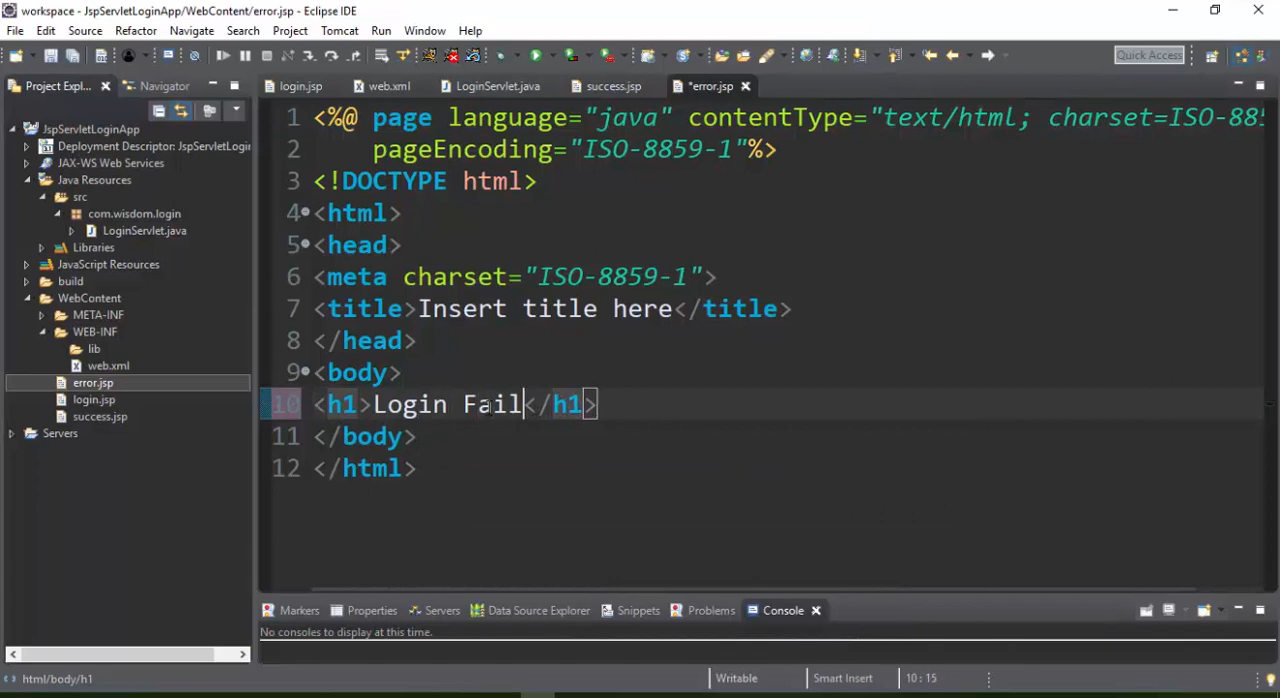 workspace - JspServletLoginApp/WebContent/error.jsp - Eclipse IDE
File Edit Source Refactor Navigate Search Project Tomcat Run Window Help
Quick Access
Project Expl... Navigator
login.jsp web.xml LoginServlet.java success.jsp *error.jsp
JspServletLoginApp
Deployment Descriptor: JspServletLogin
JAX-WS Web Services
Java Resources
src
com.wisdom.login
LoginServlet.java
Libraries
JavaScript Resources
build
WebContent
META-INF
WEB-INF
lib
web.xml
error.jsp
login.jsp
success.jsp
Servers
1 <%@ page language="java" contentType="text/html; charset=ISO-885
2 pageEncoding="ISO-8859-1"%>
3 <!DOCTYPE html>
4 <html>
5 <head>
6 <meta charset="ISO-8859-1">
7 <title>Insert title here</title>
8 </head>
9 <body>
10 <h1>Login Fail</h1>
11 </body>
12 </html>
Markers Properties Servers Data Source Explorer Snippets Problems Console
No consoles to display at this time.
html/body/h1 Writable Smart Insert 10 : 15